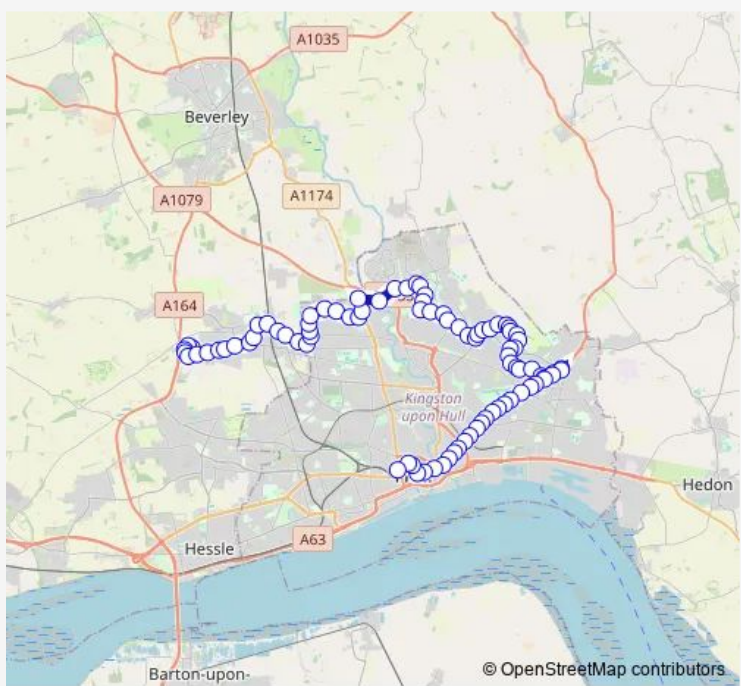 A1035
Beverley
A1174
A1079
A164
Kingston
upon Hull
Hedon
A63
Hessle
Barton-upon-
© OpenStreetMap contributors